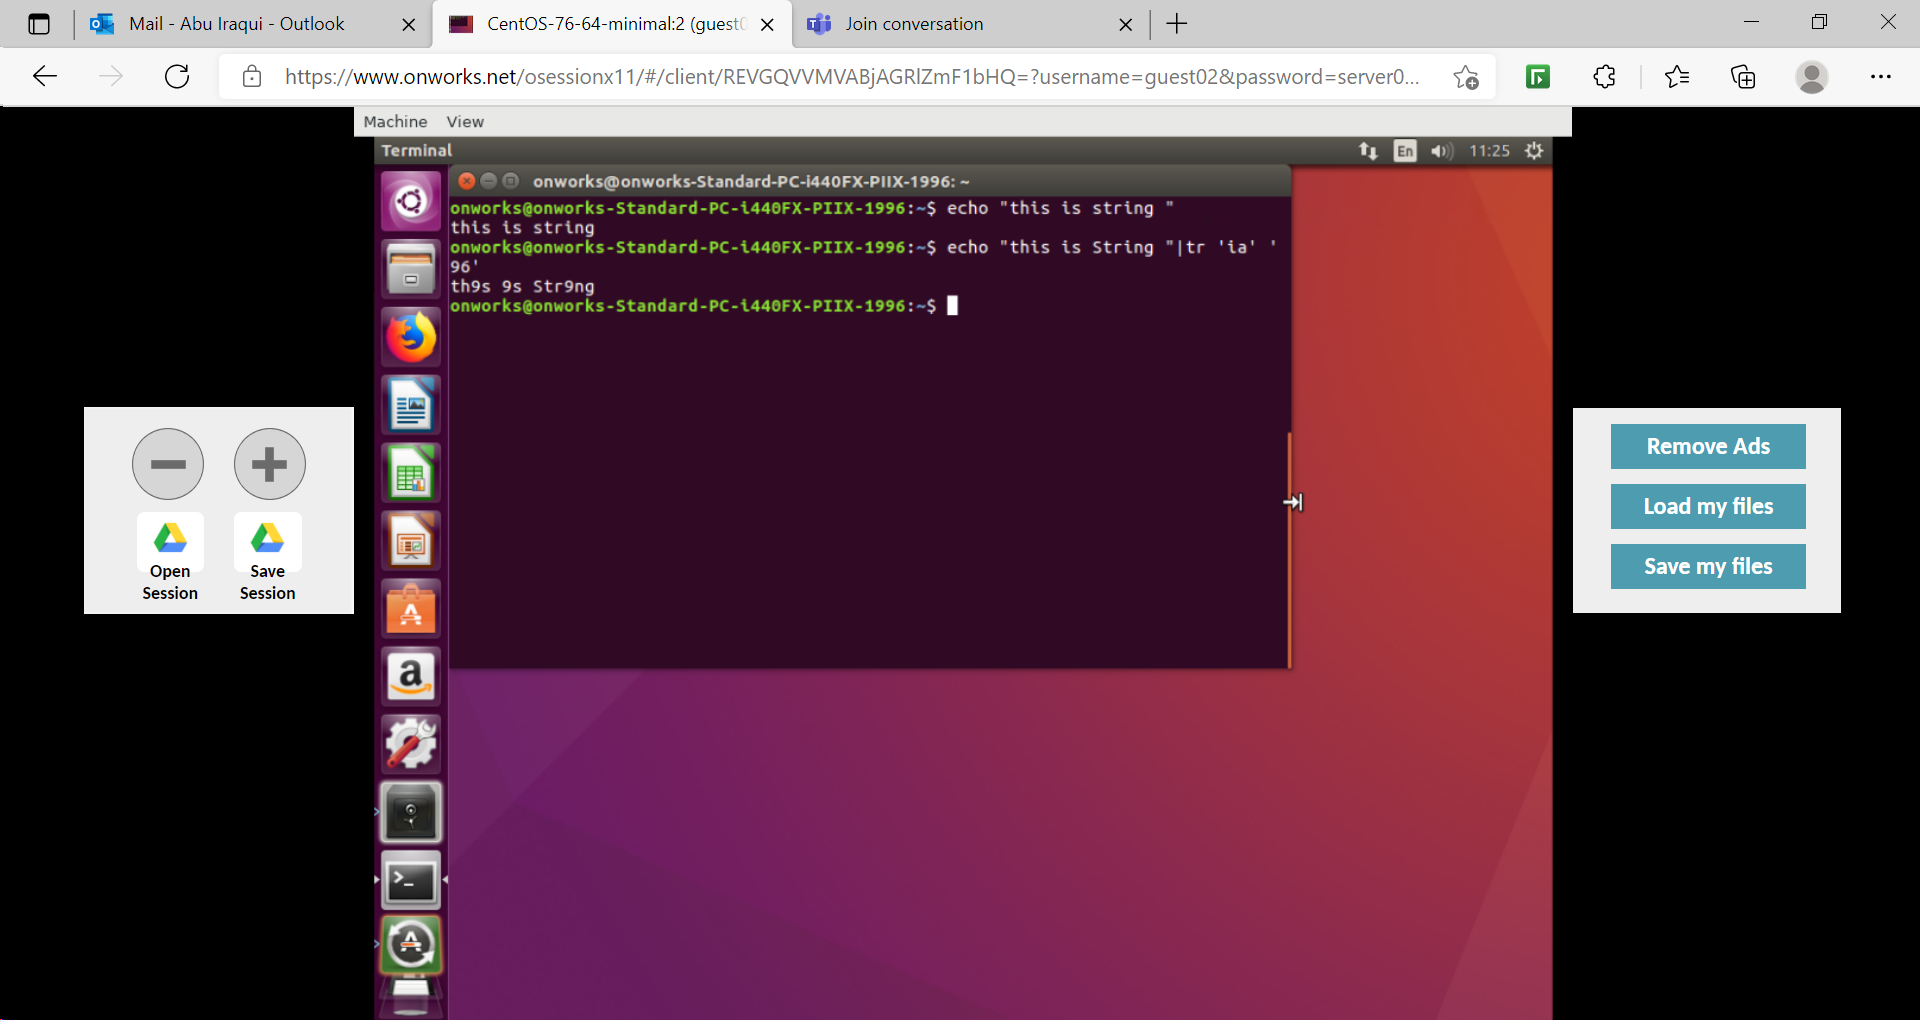 Mail - Abu Iraqui - Outlook
CentOS-76-64-minimal:2 (guest0
Join conversation
https://www.onworks.net/osessionx11/#/client/REVGQVVMVABjAGRlZmF1bHQ=?username=guest02&password=server0...
Machine View
Terminal
En
11:25
onworks@onworks-Standard-PC-i440FX-PIIX-1996: ~
onworks@onworks-Standard-PC-i440FX-PIIX-1996:~$ echo "this is string "
this is string
onworks@onworks-Standard-PC-i440FX-PIIX-1996:~$ echo "this is String "|tr 'ia' '
96'
th9s 9s Str9ng
onworks@onworks-Standard-PC-i440FX-PIIX-1996:~$
Open
Session
Save
Session
Remove Ads
Load my files
Save my files